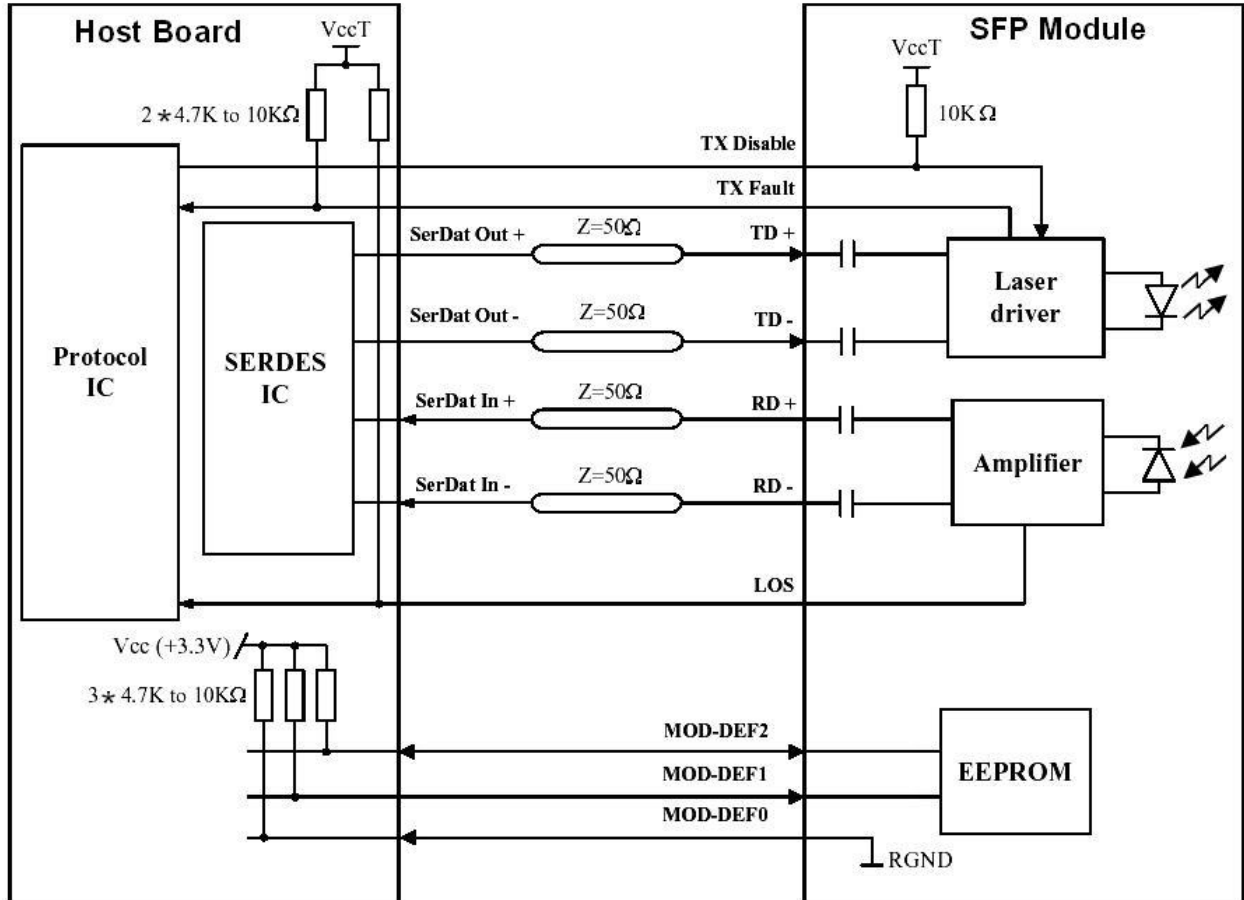 Host Board
SFP Module
VccT
VccT
2*4.7K to 10KΩ
10KΩ
TX Disable
TX Fault
SerDat Out +
Z=50Ω
TD +
SerDat Out -
Z=50Ω
TD -
Laser
driver
Protocol
IC
SERDES
IC
SerDat In +
Z=50Ω
RD +
SerDat In -
Z=50Ω
RD -
Amplifier
LOS
Vcc (+3.3V)
3* 4.7K to 10KΩ
MOD-DEF2
MOD-DEF1
MOD-DEF0
EEPROM
RGND